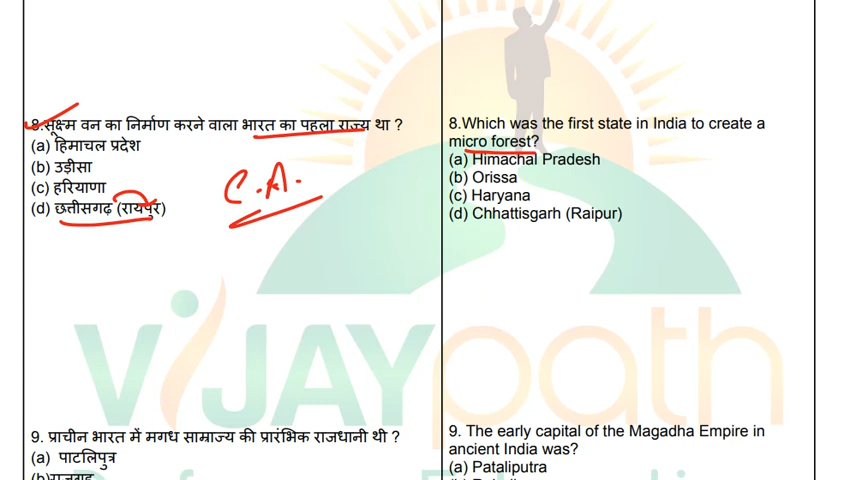 8.सूक्ष्म वन का निर्माण करने वाला भारत का पहला राज्य था ?
(a) हिमाचल प्रदेश
(b) उड़ीसा
(c) हरियाणा
(d) छत्तीसगढ़ (रायपुर)
C.A.
8.Which was the first state in India to create a
micro forest?
(a) Himachal Pradesh
(b) Orissa
(c) Haryana
(d) Chhattisgarh (Raipur)
ViJAYpath
9. प्राचीन भारत में मगध साम्राज्य की प्रारंभिक राजधानी थी ?
(a) पाटलिपुत्र
9. The early capital of the Magadha Empire in
ancient India was?
(a) Pataliputra